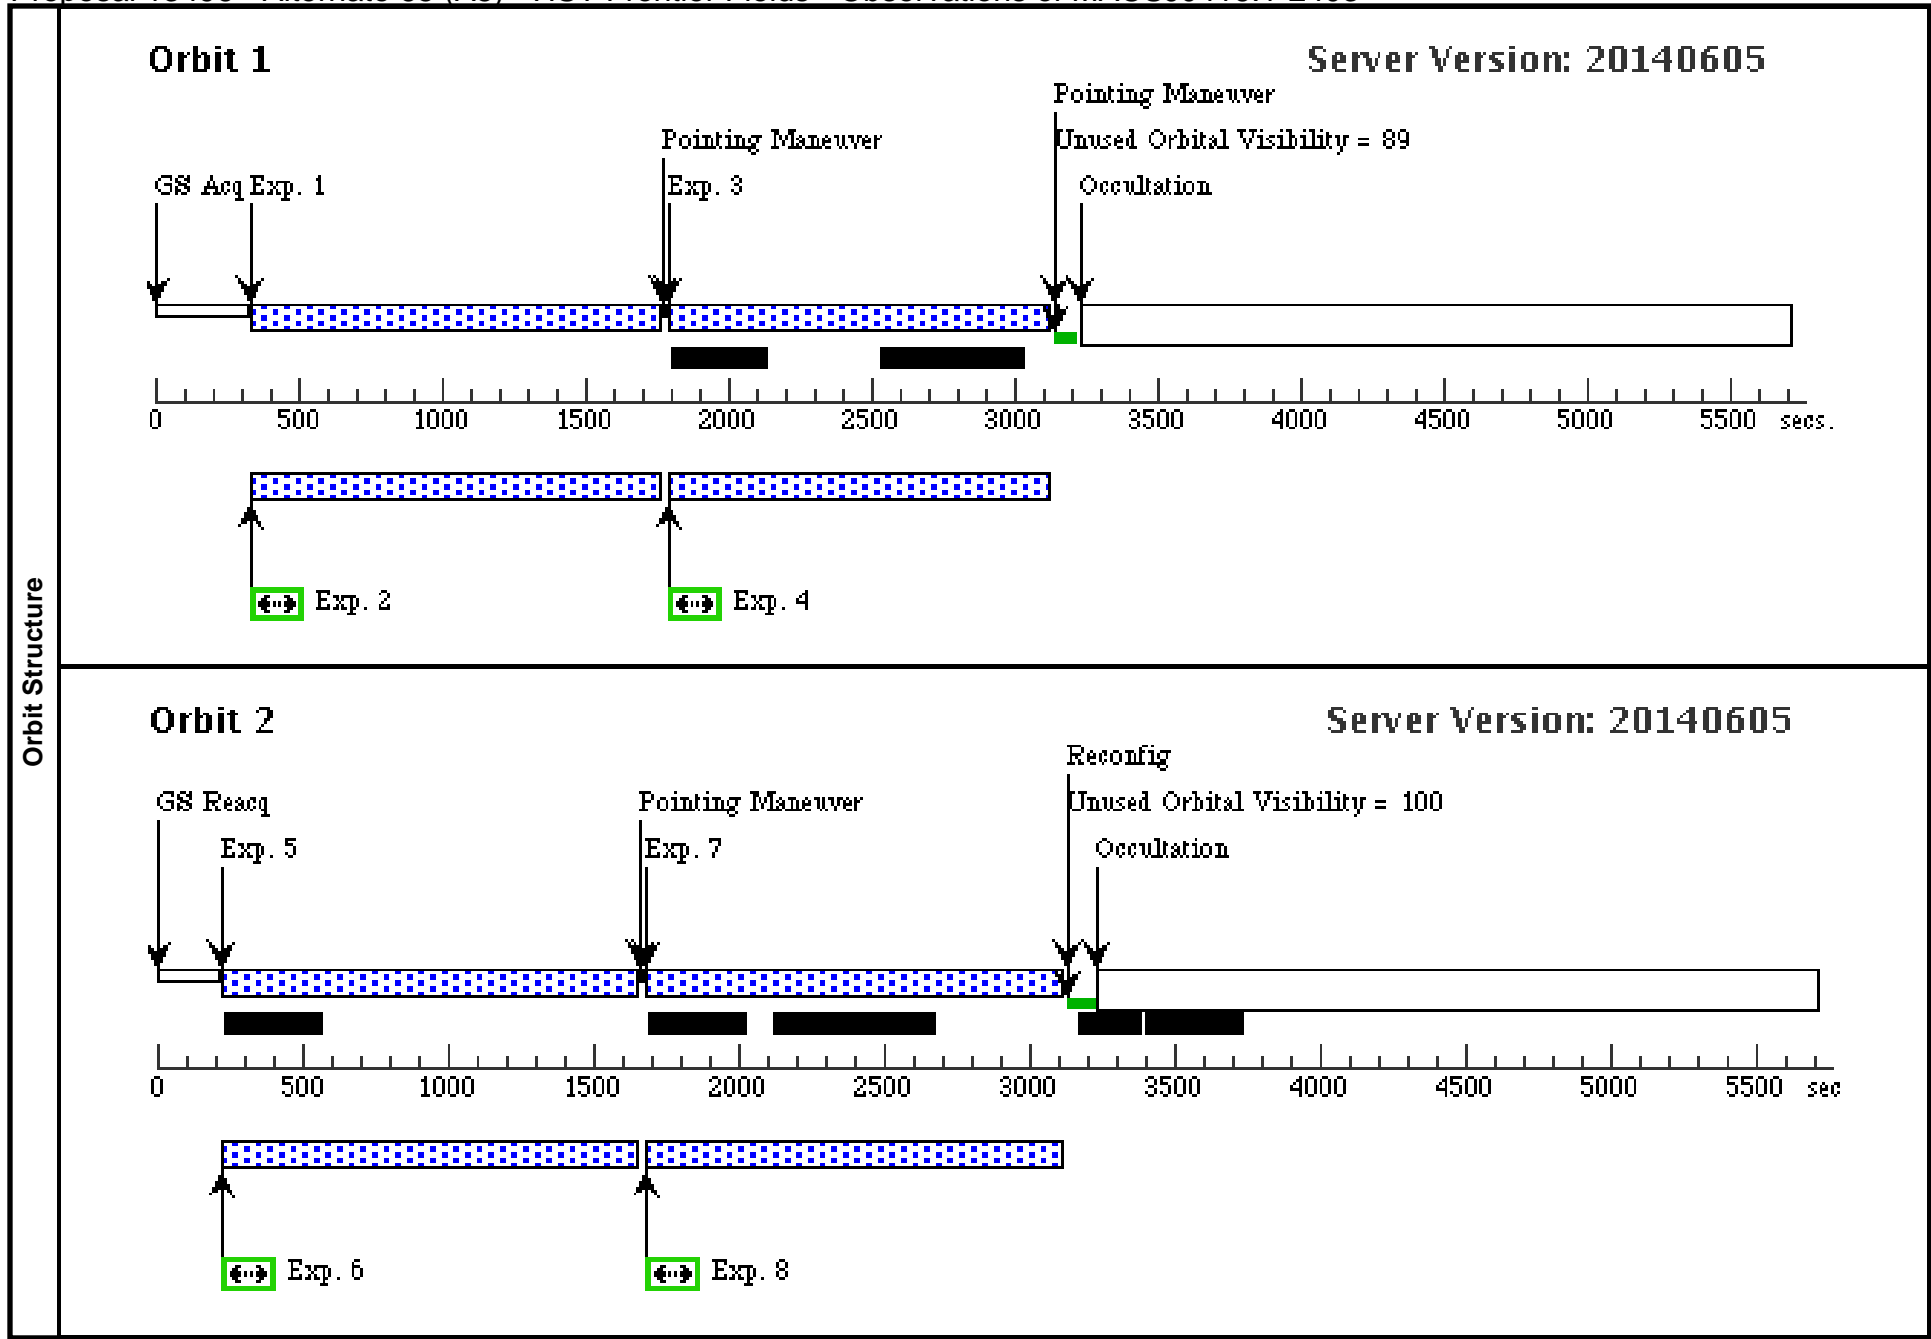 Orbit Structure
Orbit 1
Server Version: 20140605
Pointing Maneuver
Pointing Maneuver
Unused Orbital Visibility = 89
GS Acq
Exp. 1
Exp. 3
Occultation
0 500 1000 1500 2000 2500 3000 3500 4000 4500 5000 5500 secs.
Exp. 2
Exp. 4
Orbit 2
Server Version: 20140605
Reconfig
GS Reacq
Pointing Maneuver
Unused Orbital Visibility = 100
Exp. 5
Exp. 7
Occultation
0 500 1000 1500 2000 2500 3000 3500 4000 4500 5000 5500 sec
Exp. 6
Exp. 8